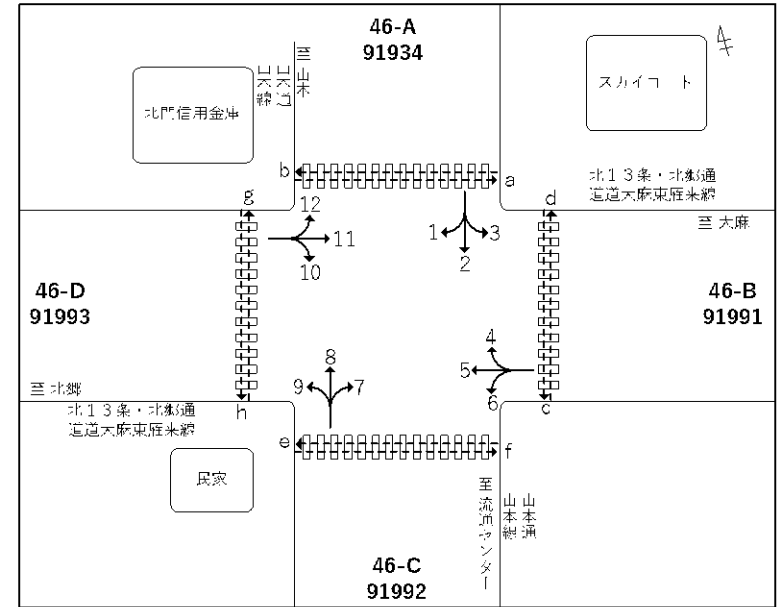 46-A
91934
至 山本
北門信用金庫
スカイコート
b
a
北13条・北郷通
道道大麻東雁来線
g
d
12
至 大麻
11
1
3
10
2
46-D
91993
46-B
91991
4
8
5
9
7
6
至 北郷
北13条・北郷通
道道大麻東雁来線
h
c
e
f
民家
至 流通センター
山本線
山本通
46-C
91992